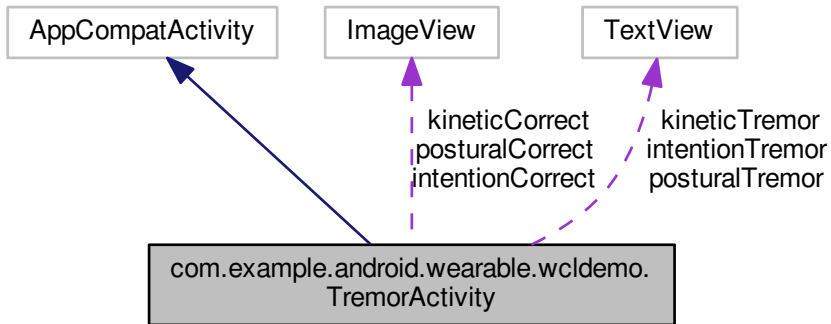 AppCompatActivity
ImageView
TextView
kineticCorrect
posturalCorrect
intentionCorrect
kineticTremor
intentionTremor
posturalTremor
com.example.android.wearable.wcldemo.
TremorActivity